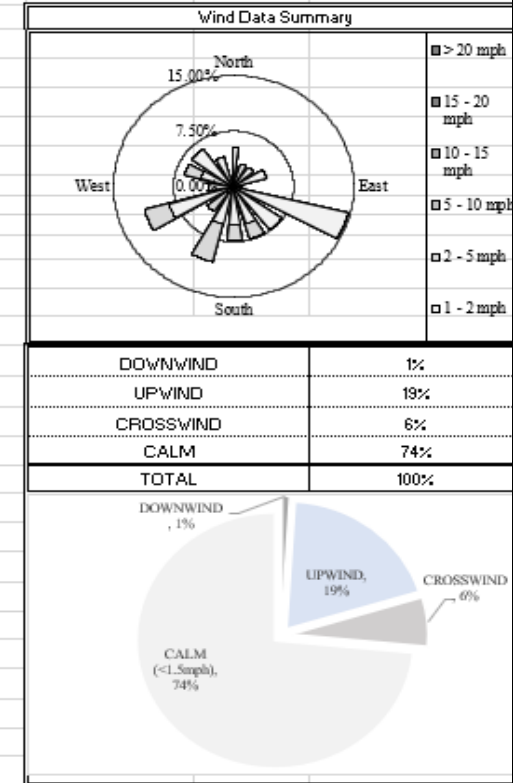 Wind Data Summary
North
15.00%
7.50%
West
0.00%
East
South
> 20 mph
15 - 20
mph
10 - 15
mph
5 - 10 mph
2 - 5 mph
1 - 2 mph
DOWNWIND 1%
UPWIND 19%
CROSSWIND 6%
CALM 74%
TOTAL 100%
DOWNWIND
, 1%
UPWIND,
19%
CROSSWIND
, 6%
CALM
(<1.5mph),
74%